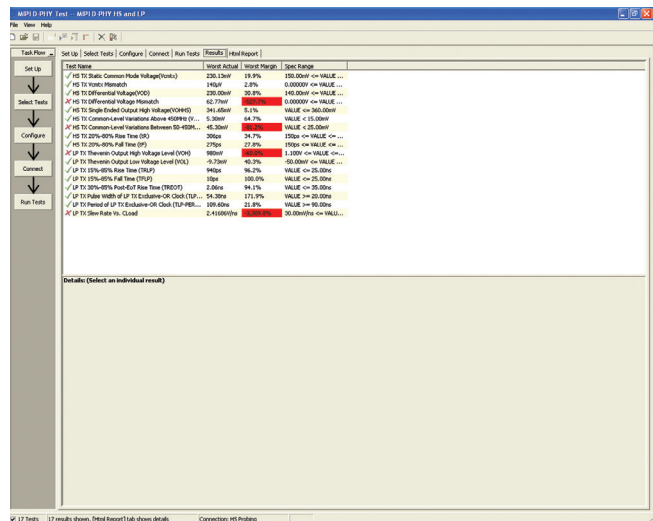 MIPI D-PHY Test -- MIPI D-PHY HS and LP
File View Help
Task Flow
Set Up
Select Tests
Configure
Connect
Run Tests
Set Up | Select Tests | Configure | Connect | Run Tests | Results | Html Report
Test Name Worst Actual Worst Margin Spec Range
HS TX Static Common Mode Voltage(Vcmtx) 230.13mV 19.9% 150.00mV <= VALUE ...
HS TX Vcmtx Mismatch 140µV 2.8% 0.00000V <= VALUE ...
HS TX Differential Voltage(VOD) 230.00mV 30.8% 140.00mV <= VALUE ...
HS TX Differential Voltage Mismatch 62.77mV 0.00000V <= VALUE ...
HS TX Single Ended Output High Voltage(VOHHS) 341.65mV 5.1% VALUE <= 360.00mV
HS TX Common-Level Variations Above 450MHz (V... 5.30mV 64.7% VALUE < 15.00mV
HS TX Common-Level Variations Between 50-450M... 45.30mV VALUE < 25.00mV
HS TX 20%-80% Rise Time (tR) 306ps 34.7% 150ps <= VALUE <= ...
HS TX 20%-80% Fall Time (tF) 275ps 27.8% 150ps <= VALUE <= ...
LP TX Thevenin Output High Voltage Level (VOH) 980mV -60.0% 1.100V <= VALUE <=...
LP TX Thevenin Output Low Voltage Level (VOL) -9.73mV 40.3% -50.00mV <= VALUE ...
LP TX 15%-85% Rise Time (TRLP) 940ps 96.2% VALUE <= 25.00ns
LP TX 15%-85% Fall Time (TFLP) 10ps 100.0% VALUE <= 25.00ns
LP TX 30%-85% Post-EoT Rise Time (TREOT) 2.06ns 94.1% VALUE <= 35.00ns
LP TX Pulse Width of LP TX Exclusive-OR Clock (TLP... 54.38ns 171.9% VALUE >= 20.00ns
LP TX Period of LP TX Exclusive-OR Clock (TLP-PER... 109.60ns 21.8% VALUE >= 90.00ns
LP TX Slew Rate Vs. CLoad 2.41606V/ns 30.00mV/ns <= VALU...
Details: (Select an individual result)
17 Tests 17 results shown. [Html Report] tab shows details Connection: HS Probing